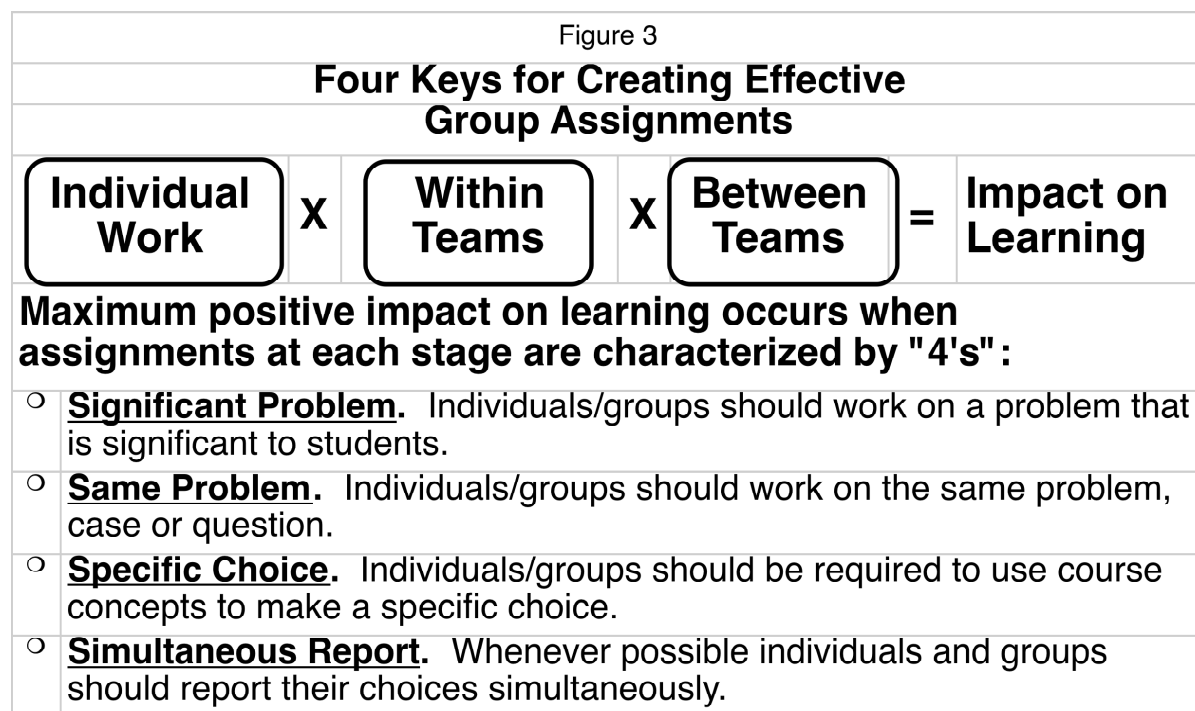 Figure 3
Four Keys for Creating Effective
Group Assignments
Individual Work X Within Teams X Between Teams = Impact on Learning
Maximum positive impact on learning occurs when
assignments at each stage are characterized by "4's":
❍ Significant Problem. Individuals/groups should work on a problem that
is significant to students.
❍ Same Problem. Individuals/groups should work on the same problem,
case or question.
❍ Specific Choice. Individuals/groups should be required to use course
concepts to make a specific choice.
❍ Simultaneous Report. Whenever possible individuals and groups
should report their choices simultaneously.